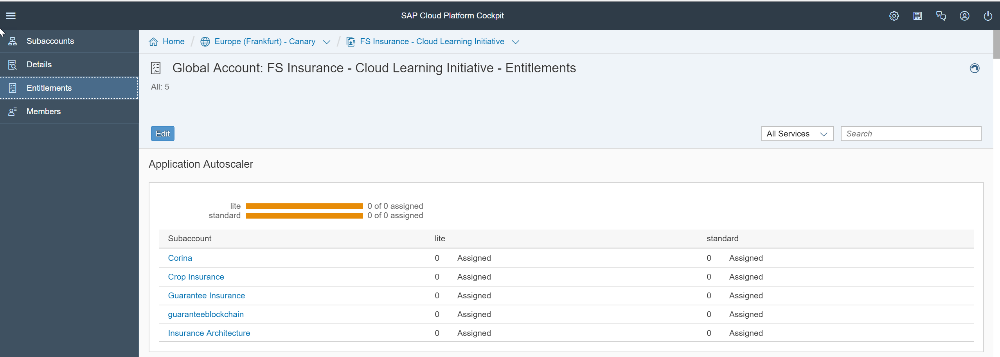 SAP Cloud Platform Cockpit
Subaccounts
Details
Entitlements
Members
Home / Europe (Frankfurt) - Canary / FS Insurance - Cloud Learning Initiative
Global Account: FS Insurance - Cloud Learning Initiative - Entitlements
All: 5
Edit
All Services
Search
Application Autoscaler
lite 0 of 0 assigned
standard 0 of 0 assigned
Subaccount lite standard
Corina 0 Assigned 0 Assigned
Crop Insurance 0 Assigned 0 Assigned
Guarantee Insurance 0 Assigned 0 Assigned
guaranteeblockchain 0 Assigned 0 Assigned
Insurance Architecture 0 Assigned 0 Assigned